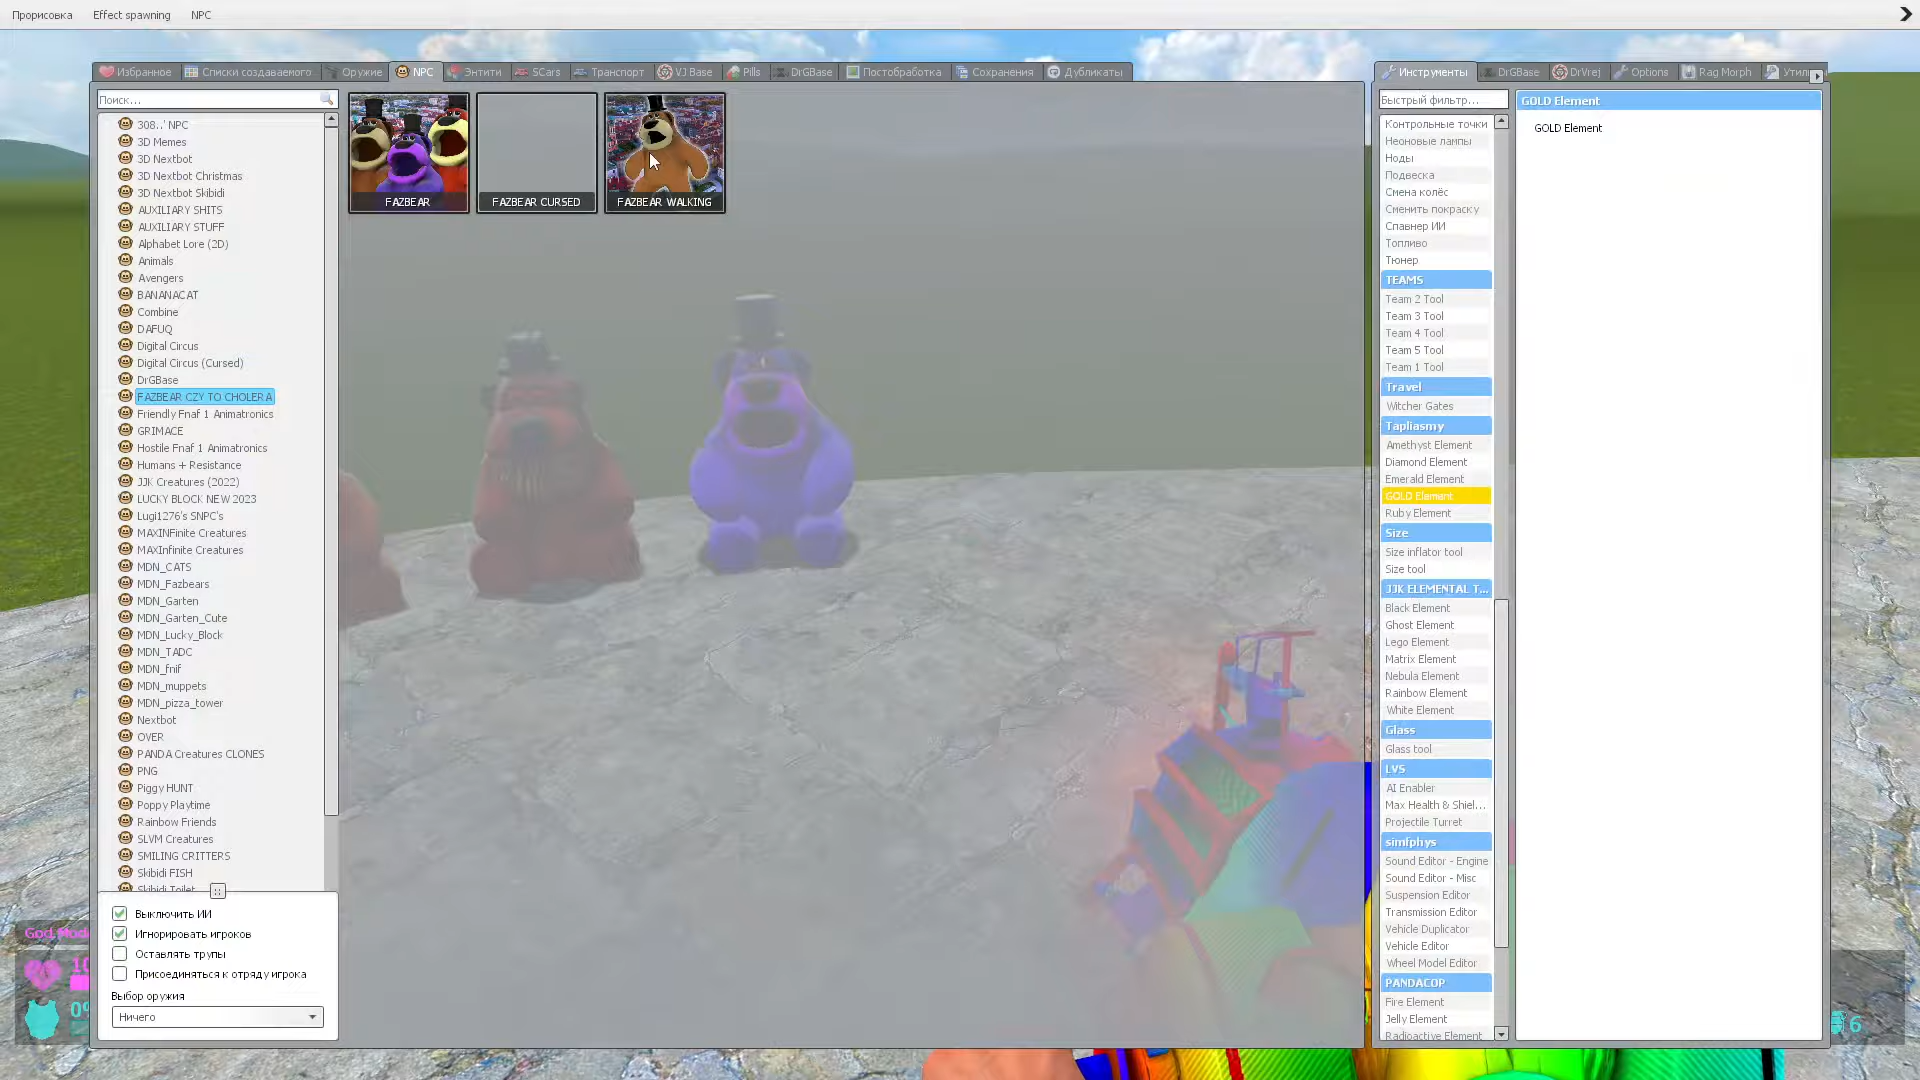 Прорисовка
Effect spawning
NPC
Избранное
Списки создаваемого
Оружие
NPC
Энтити
SCars
Транспорт
VJ Base
Pills
DrGBase
Постобработка
Сохранения
Дубликаты
Поиск...
308..' NPC
3D Memes
3D Nextbot
3D Nextbot Christmas
3D Nextbot Skibidi
AUXILIARY SHITS
AUXILIARY STUFF
Alphabet Lore (2D)
Animals
Avengers
BANANACAT
Combine
DAFUQ
Digital Circus
Digital Circus (Cursed)
DrGBase
FAZBEAR CZY TO CHOLERA
Friendly Fnaf 1 Animatronics
GRIMACE
Hostile Fnaf 1 Animatronics
Humans + Resistance
JJK Creatures (2022)
LUCKY BLOCK NEW 2023
Lugi1276's SNPC's
MAXINFinite Creatures
MAXInfinite Creatures
MDN_CATS
MDN_Fazbears
MDN_Garten
MDN_Garten_Cute
MDN_Lucky_Block
MDN_TADC
MDN_fnif
MDN_muppets
MDN_pizza_tower
Nextbot
OVER
PANDA Creatures CLONES
PNG
Piggy HUNT
Poppy Playtime
Rainbow Friends
SLVM Creatures
SMILING CRITTERS
Skibidi FISH
Skibidi Toilet
Выключить ИИ
Игнорировать игроков
Оставлять трупы
Присоединяться к отряду игрока
Выбор оружия
Ничего
FAZBEAR
FAZBEAR CURSED
FAZBEAR WALKING
Инструменты
DrGBase
DrVrej
Options
Rag Morph
Быстрый фильтр...
Контрольные точки
Неоновые лампы
Ноды
Подвеска
Смена колёс
Сменить покраску
Спавнер ИИ
Топливо
Тюнер
TEAMS
Team 2 Tool
Team 3 Tool
Team 4 Tool
Team 5 Tool
Team 1 Tool
Travel
Witcher Gates
Tapliasmy
Amethyst Element
Diamond Element
Emerald Element
GOLD Element
Ruby Element
Size
Size inflator tool
Size tool
JJK ELEMENTAL T...
Black Element
Ghost Element
Lego Element
Matrix Element
Nebula Element
Rainbow Element
White Element
Glass
Glass tool
LVS
AI Enabler
Max Health & Shiel...
Projectile Turret
simfphys
Sound Editor - Engine
Sound Editor - Misc
Suspension Editor
Transmission Editor
Vehicle Duplicator
Vehicle Editor
Wheel Model Editor
PANDACOP
Fire Element
Jelly Element
Radioactive Element
GOLD Element
GOLD Element
0%
6